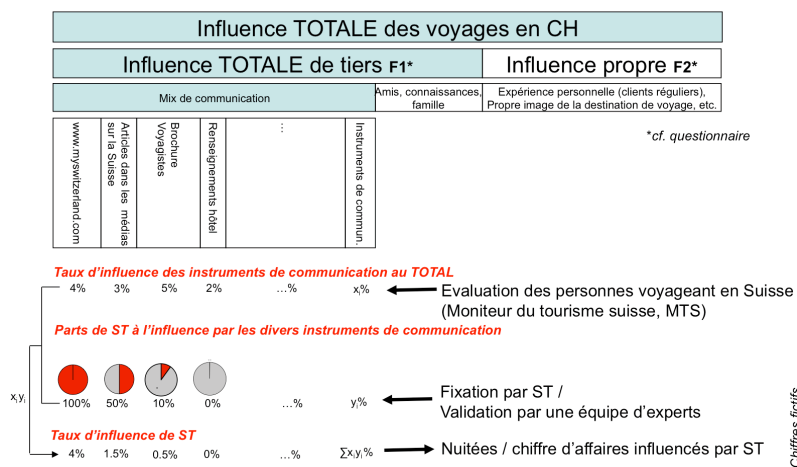 Influence TOTALE des voyages en CH
Influence TOTALE de tiers F1*
Influence propre F2*
Mix de communication
Amis, connaissances,
famille
Expérience personnelle (clients réguliers),
Propre image de la destination de voyage, etc.
www.myswitzerland.com
Articles dans les médias
sur la Suisse
Brochure
Voyagistes
Renseignements hôtel
...
Instruments de commun.
*cf. questionnaire
Taux d'influence des instruments de communication au TOTAL
4% 3% 5% 2% ...% xi%
Evaluation des personnes voyageant en Suisse
(Moniteur du tourisme suisse, MTS)
Parts de ST à l'influence par les divers instruments de communication
xi yi
100% 50% 10% 0% ...% yi%
Fixation par ST /
Validation par une équipe d'experts
Taux d'influence de ST
4% 1.5% 0.5% 0% ...% ∑xi yi %
Nuitées / chiffre d'affaires influencés par ST
Chiffres fictifs